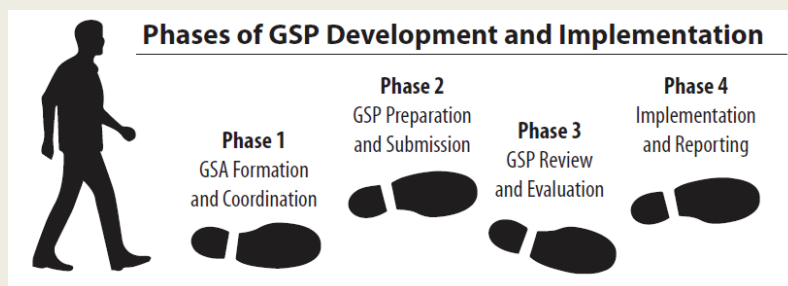 Phases of GSP Development and Implementation
Phase 1
GSA Formation
and Coordination
Phase 2
GSP Preparation
and Submission
Phase 3
GSP Review
and Evaluation
Phase 4
Implementation
and Reporting